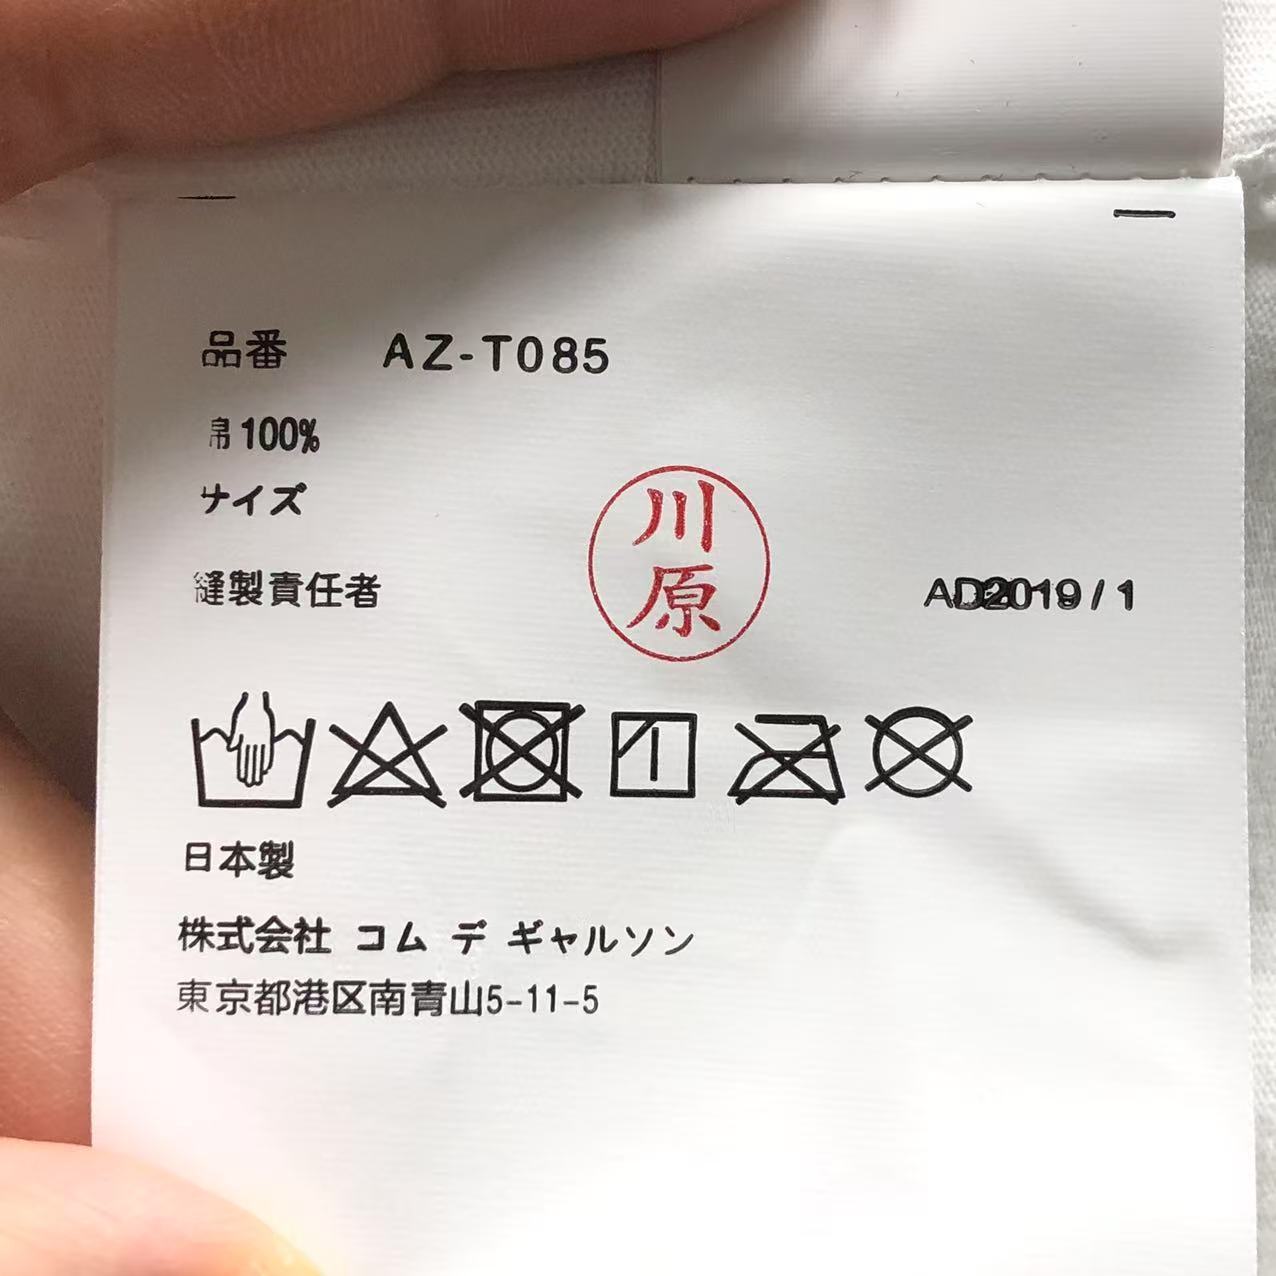 品番 AZ-T085
帛100%
サイズ
縫製責任者
川原
AD2019 / 1
日本製
株式会社 コム デ ギャルソン
東京都港区南青山5-11-5